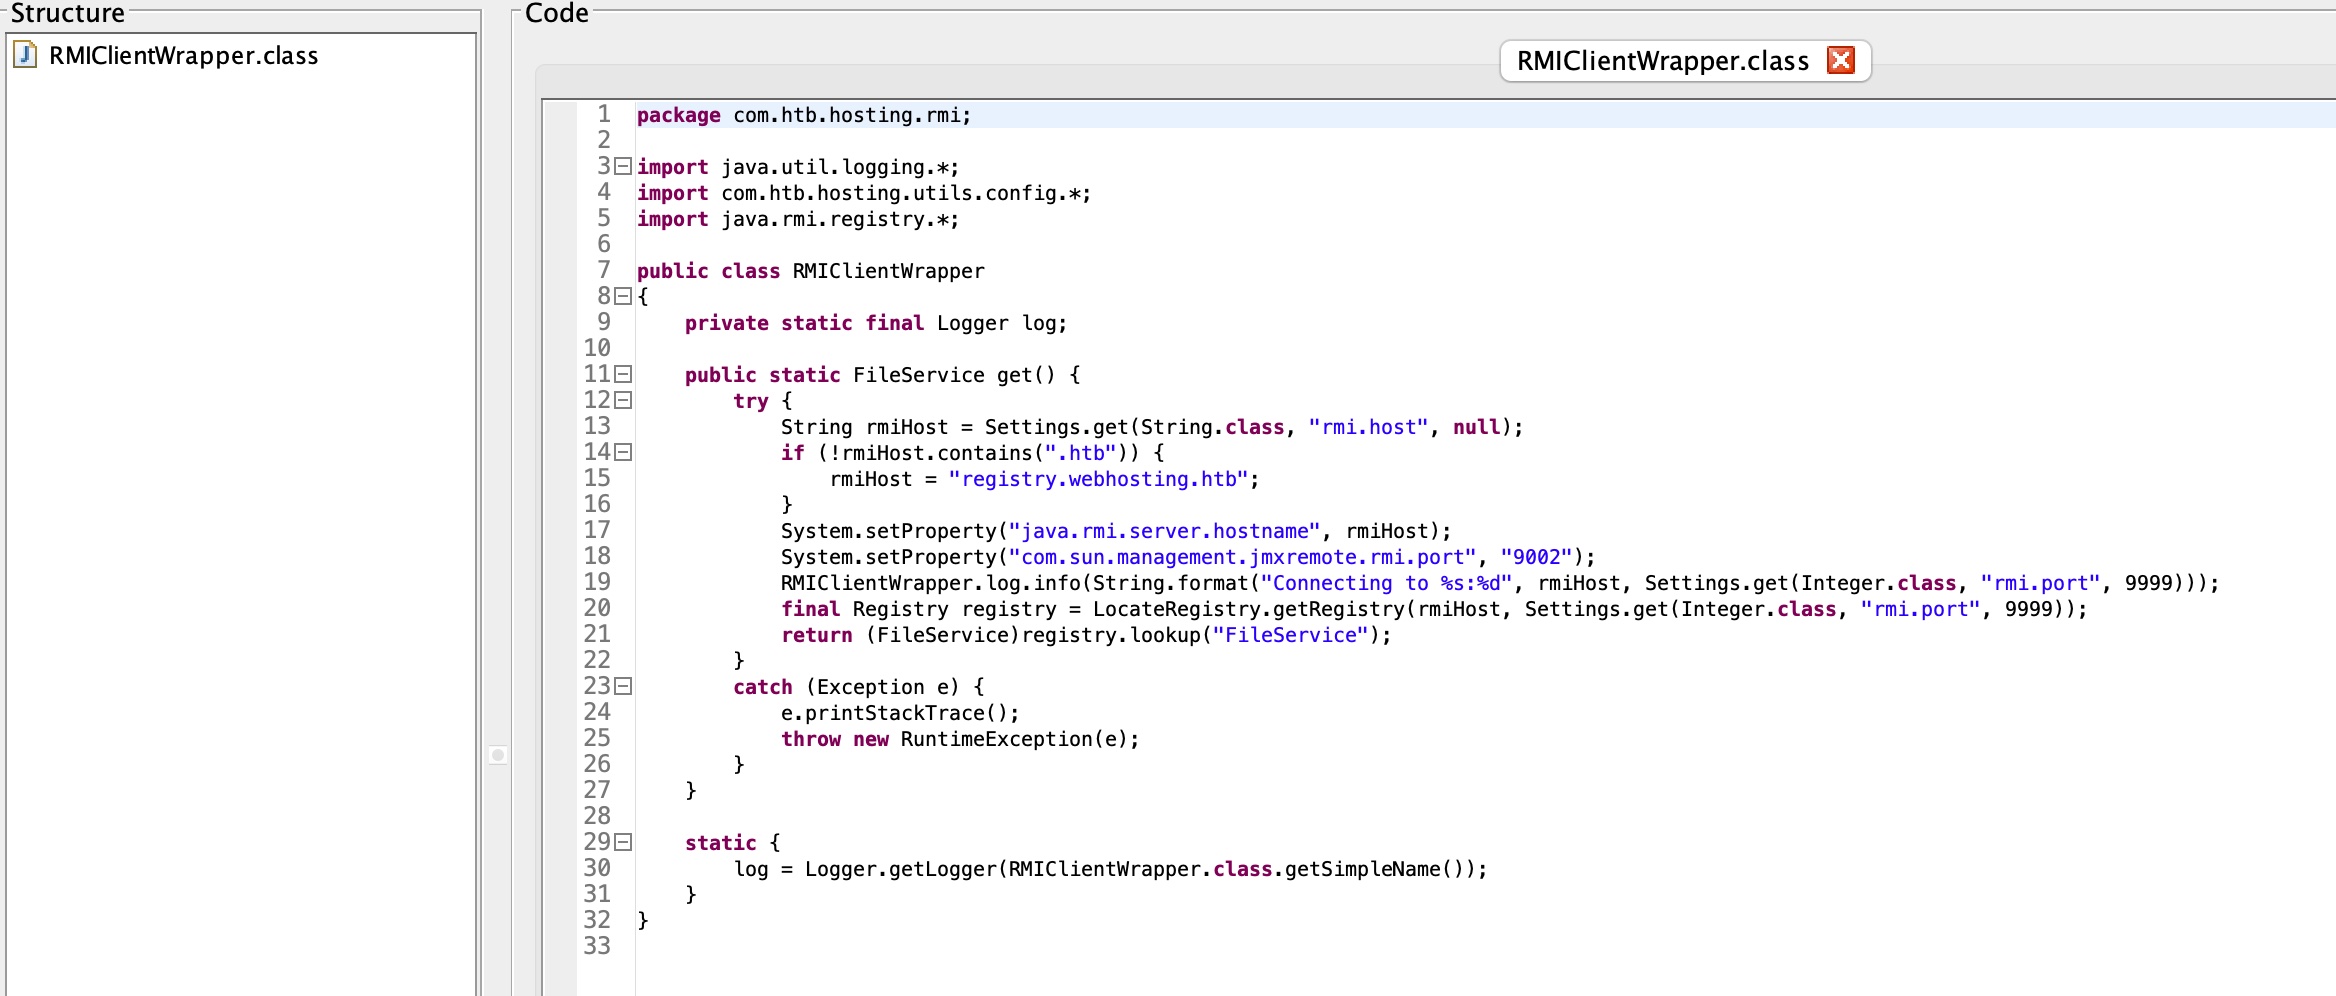 Structure
RMIClientWrapper.class
Code
RMIClientWrapper.class
1 package com.htb.hosting.rmi;
2
3 import java.util.logging.*;
4 import com.htb.hosting.utils.config.*;
5 import java.rmi.registry.*;
6
7 public class RMIClientWrapper
8 {
9     private static final Logger log;
10
11     public static FileService get() {
12         try {
13             String rmiHost = Settings.get(String.class, "rmi.host", null);
14             if (!rmiHost.contains(".htb")) {
15                 rmiHost = "registry.webhosting.htb";
16             }
17             System.setProperty("java.rmi.server.hostname", rmiHost);
18             System.setProperty("com.sun.management.jmxremote.rmi.port", "9002");
19             RMIClientWrapper.log.info(String.format("Connecting to %s:%d", rmiHost, Settings.get(Integer.class, "rmi.port", 9999)));
20             final Registry registry = LocateRegistry.getRegistry(rmiHost, Settings.get(Integer.class, "rmi.port", 9999));
21             return (FileService)registry.lookup("FileService");
22         }
23         catch (Exception e) {
24             e.printStackTrace();
25             throw new RuntimeException(e);
26         }
27     }
28
29     static {
30         log = Logger.getLogger(RMIClientWrapper.class.getSimpleName());
31     }
32 }
33